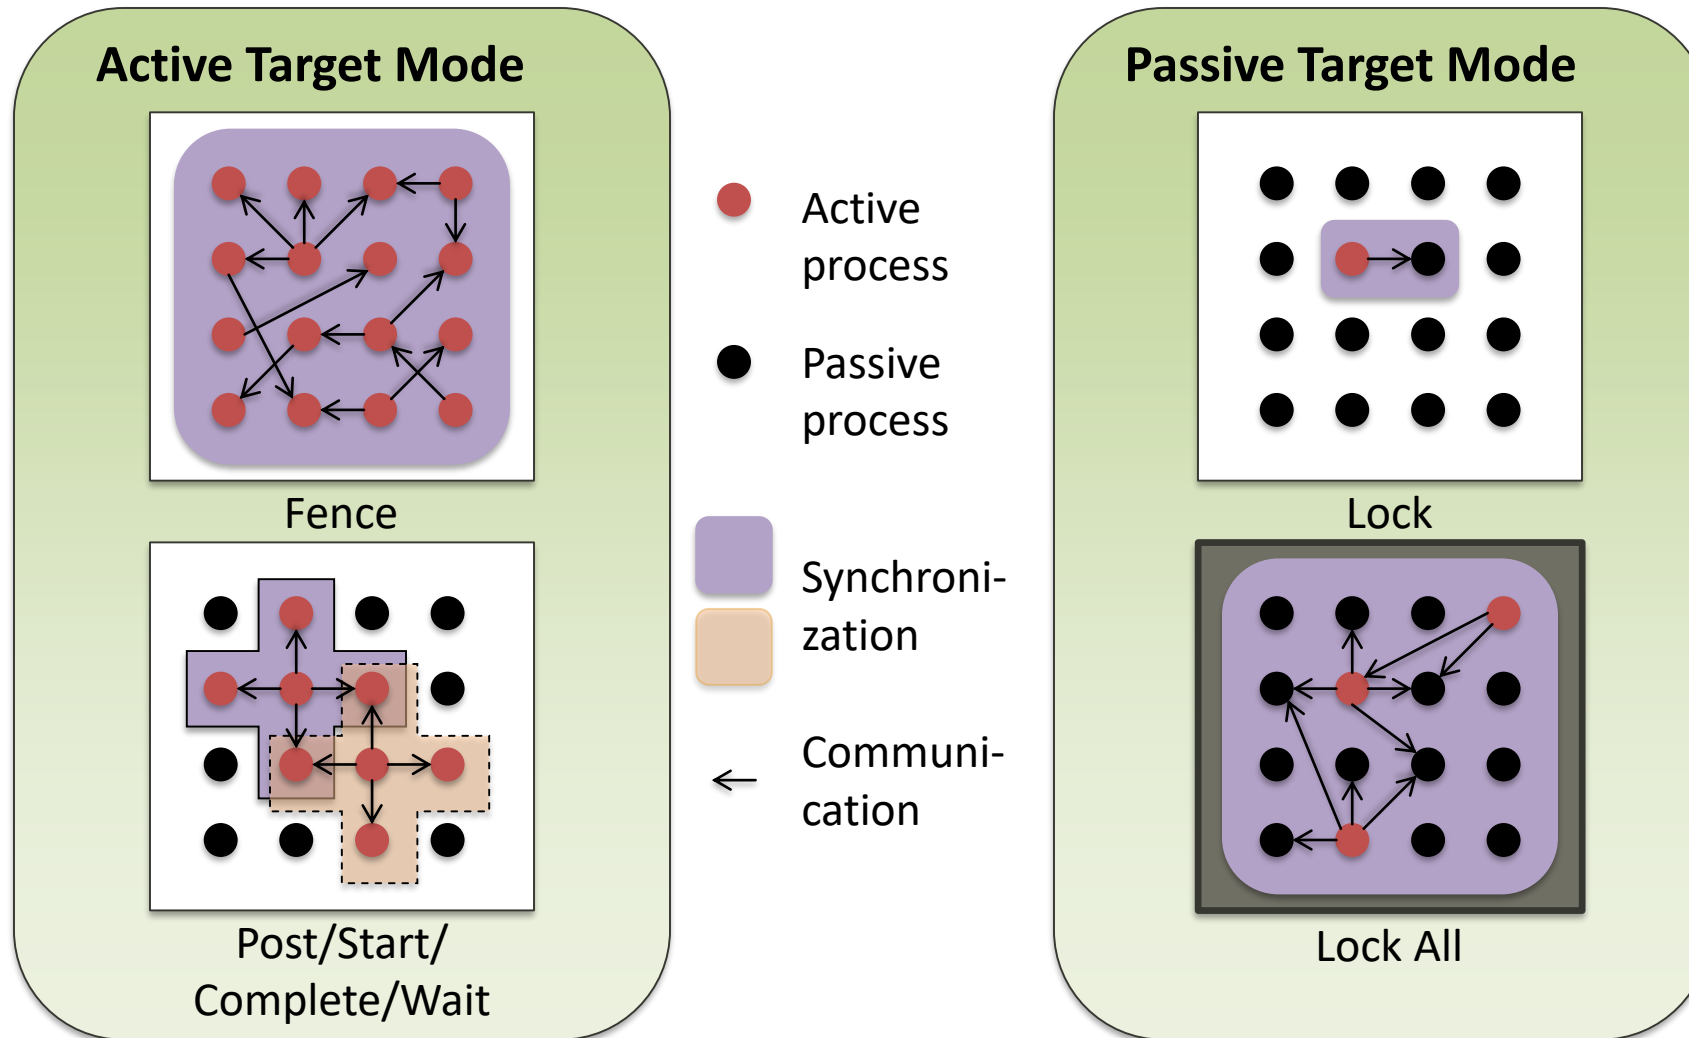 Active Target Mode
Fence
Post/Start/
Complete/Wait
Active
process
Passive
process
Synchroni-
zation
Communi-
cation
Passive Target Mode
Lock
Lock All